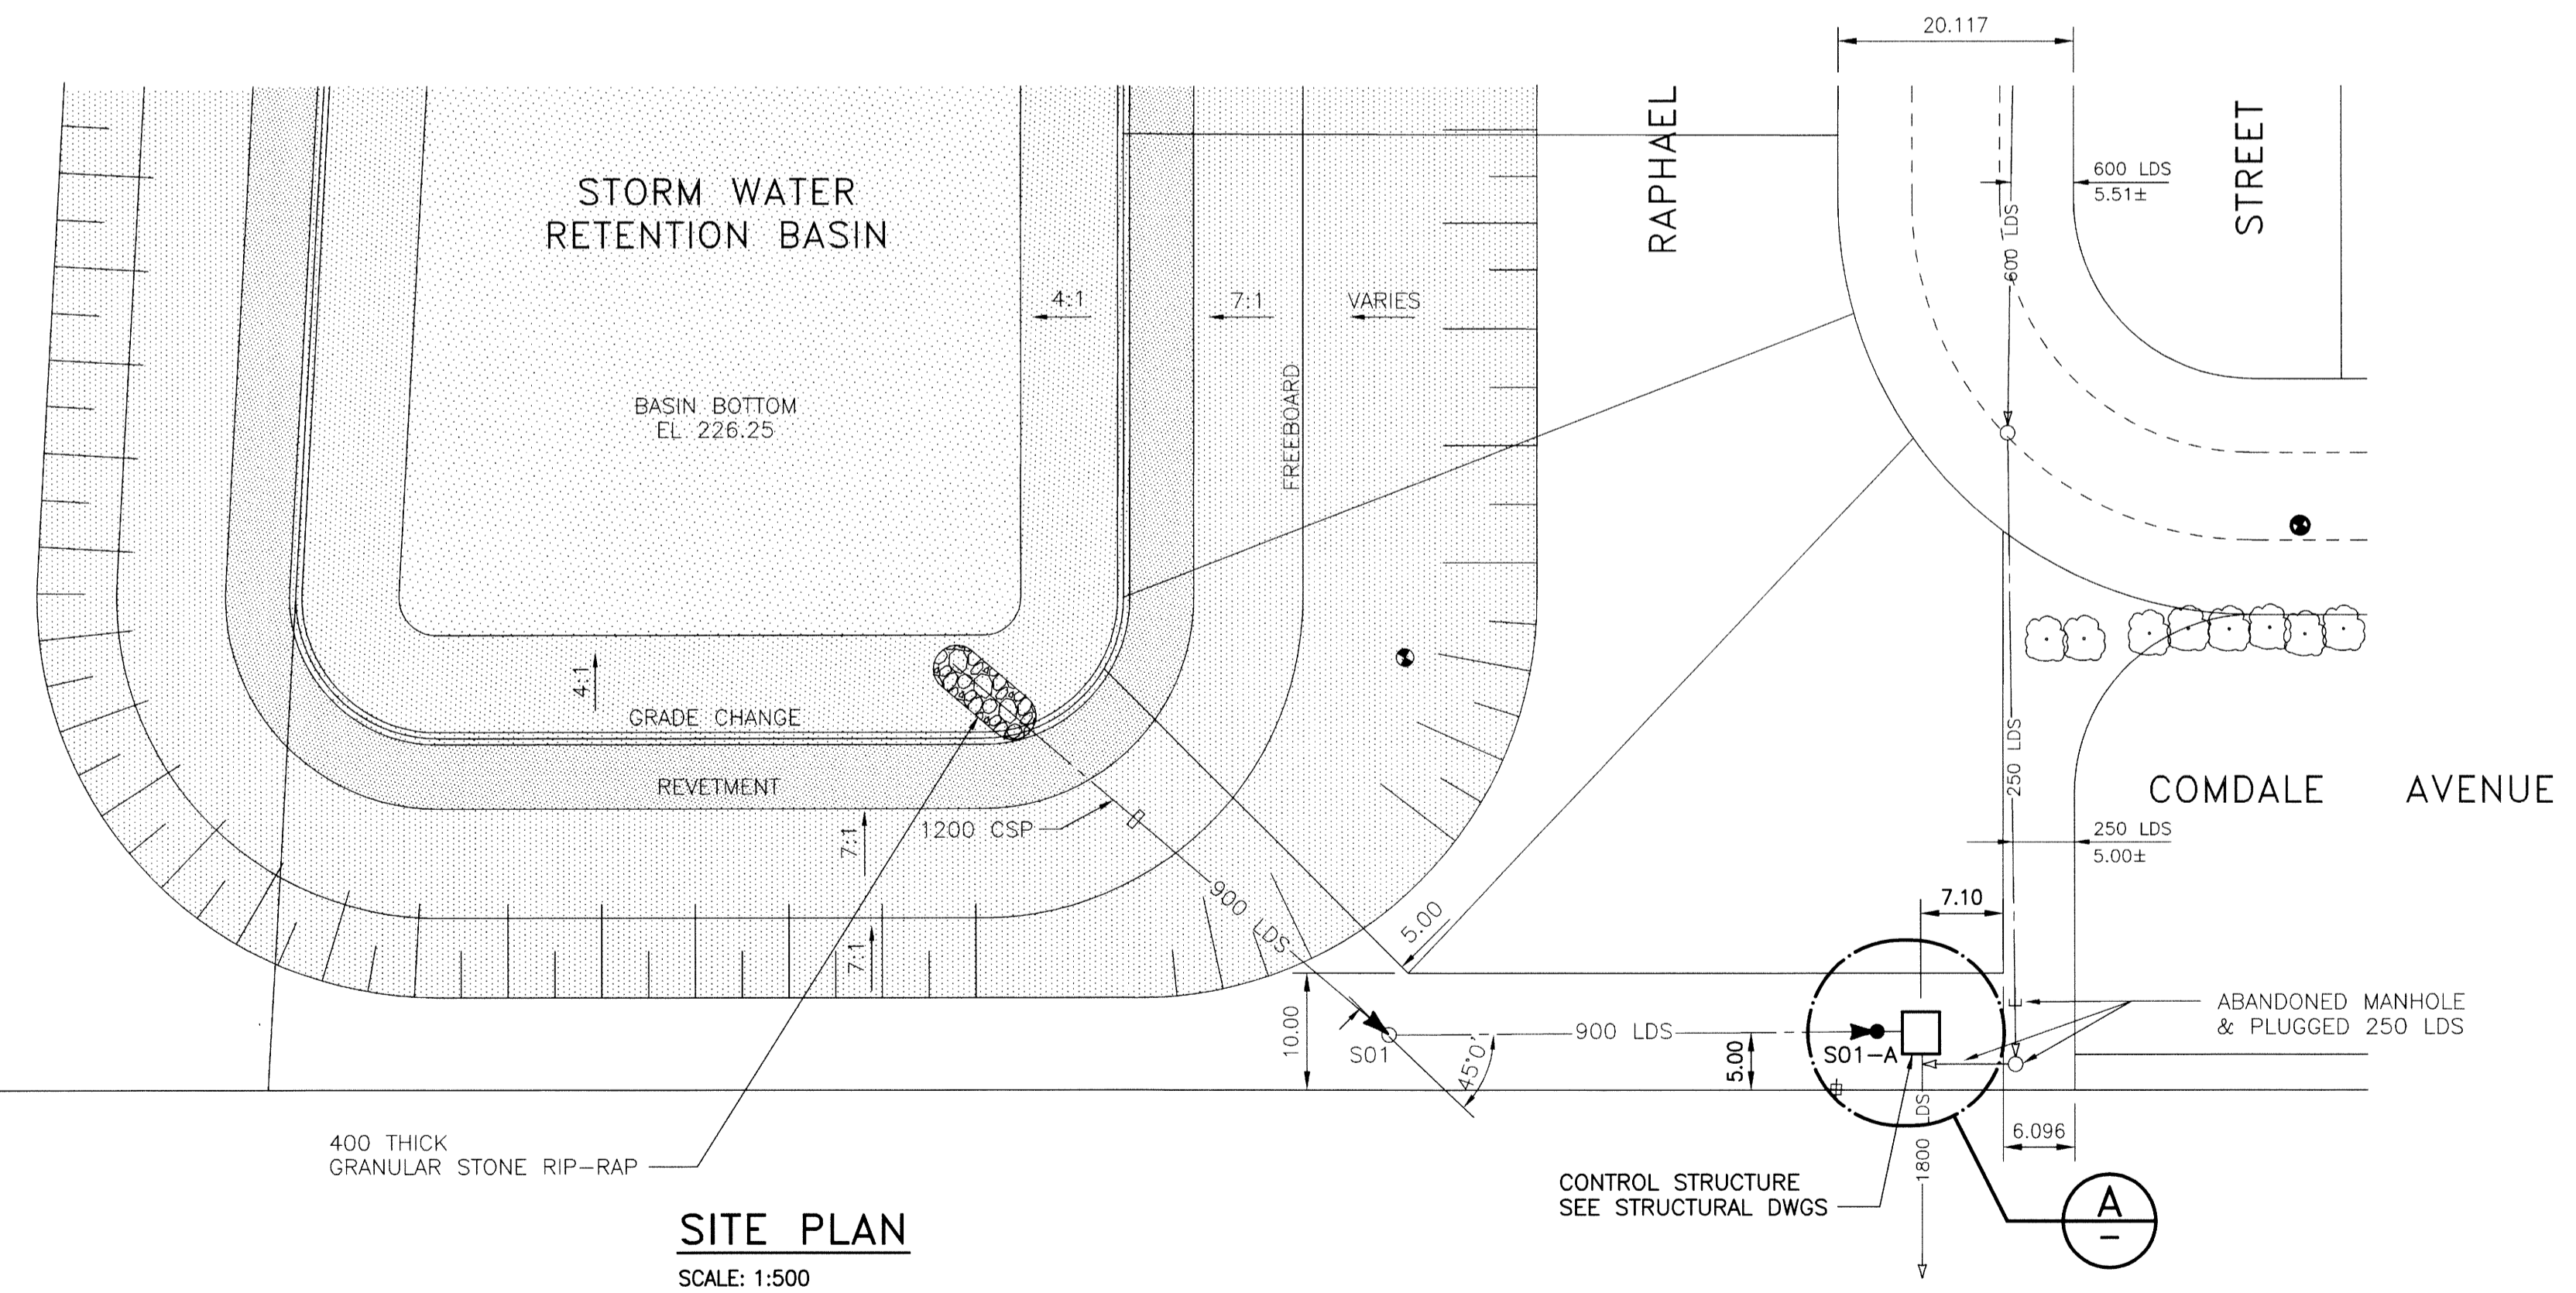 20.117
RAPHAEL
STREET
STORM WATER
RETENTION BASIN
600 LDS
5.51±
600 LDS
4:1
7:1
VARIES
FREEBOARD
BASIN BOTTOM
EL 226.25
4:1
GRADE CHANGE
REVETMENT
250 LDS
COMDALE AVENUE
7:1
1200 CSP
250 LDS
5.00±
900 LDS
7.10
5.00
7:1
10.00
S01
900 LDS
45°0'
5.00
S01-A
ABANDONED MANHOLE
& PLUGGED 250 LDS
1800 LDS
6.096
400 THICK
GRANULAR STONE RIP-RAP
CONTROL STRUCTURE
SEE STRUCTURAL DWGS
A
–
SITE PLAN
SCALE: 1:500